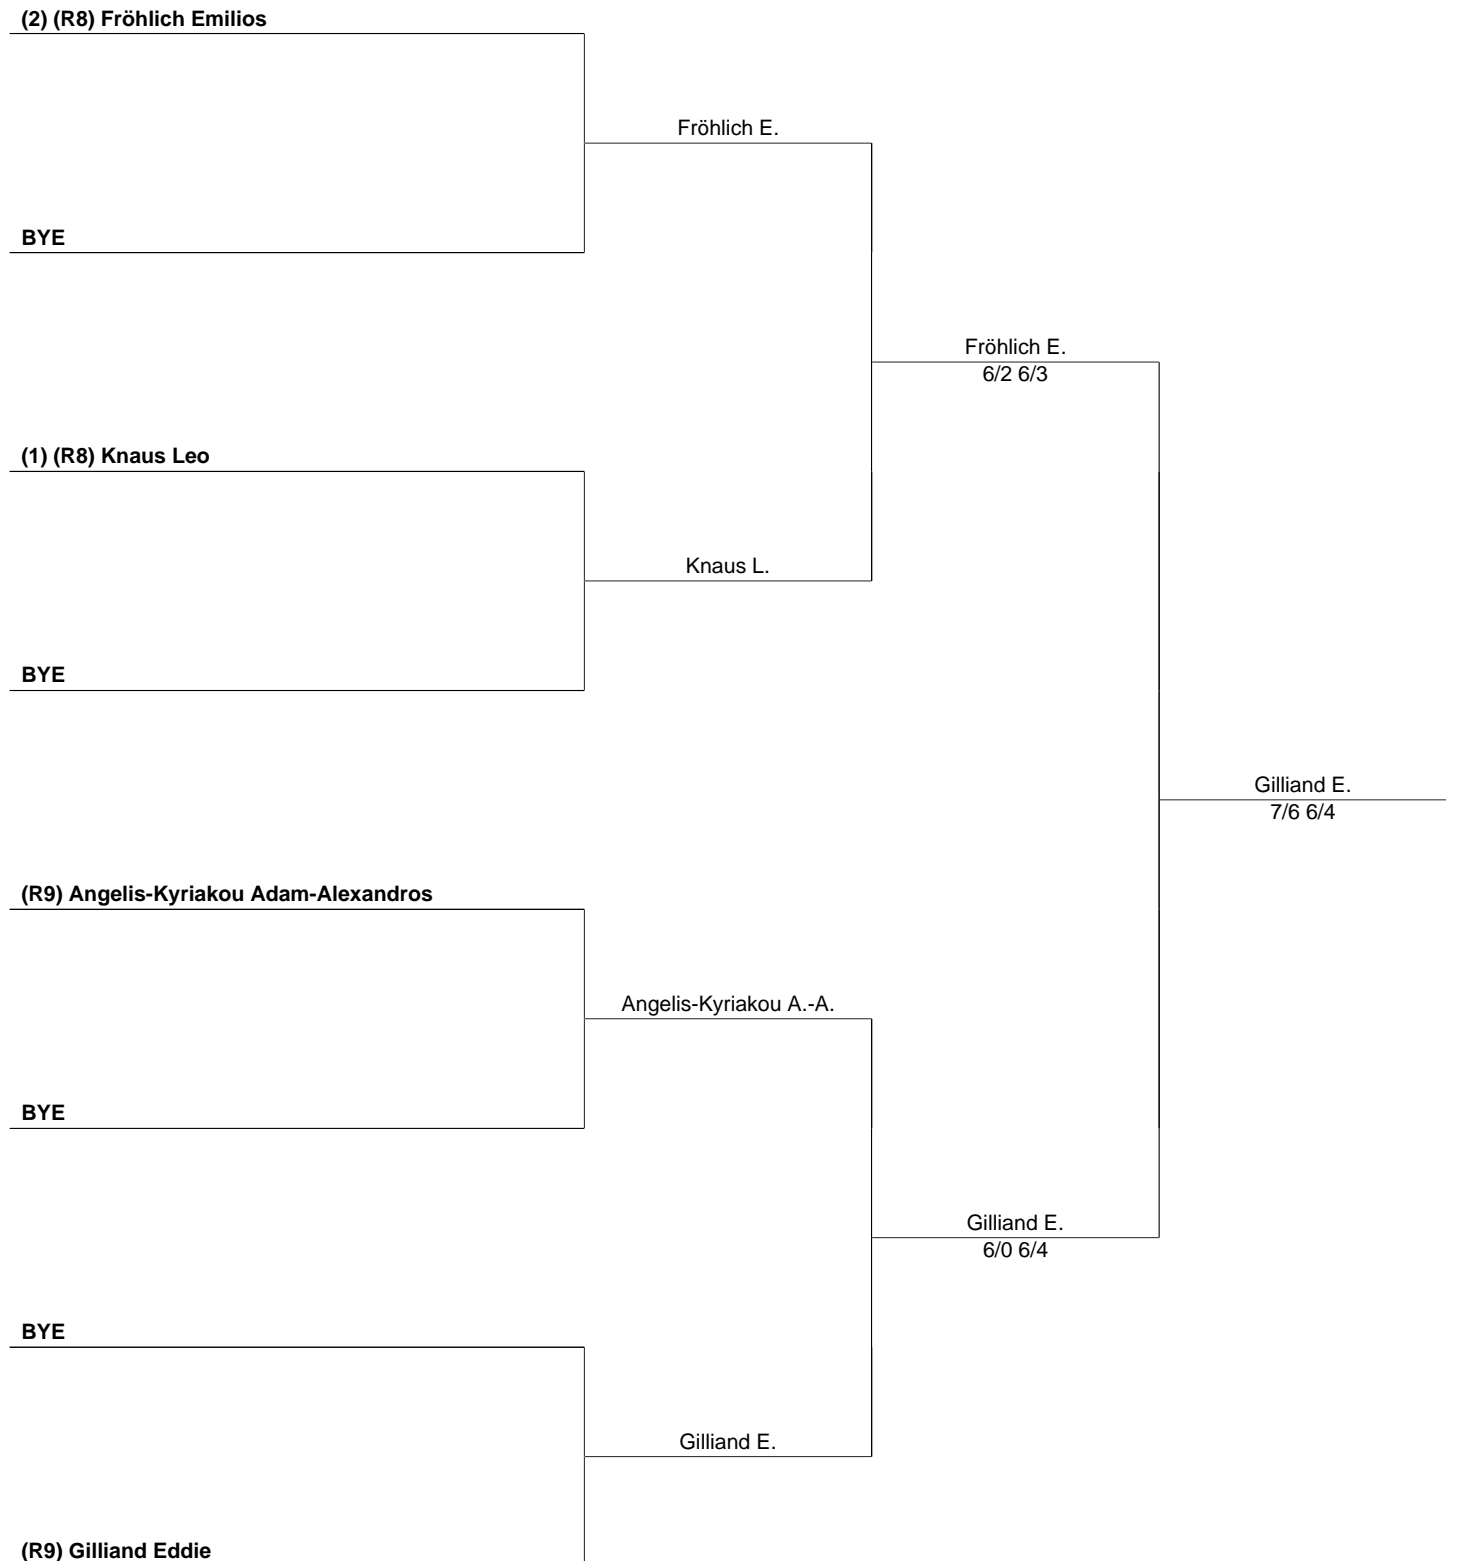 (2) (R8) Fröhlich Emilios
Fröhlich E.
BYE
Fröhlich E.
6/2 6/3
(1) (R8) Knaus Leo
Knaus L.
BYE
Gilliand E.
7/6 6/4
(R9) Angelis-Kyriakou Adam-Alexandros
Angelis-Kyriakou A.-A.
BYE
Gilliand E.
6/0 6/4
BYE
Gilliand E.
(R9) Gilliand Eddie